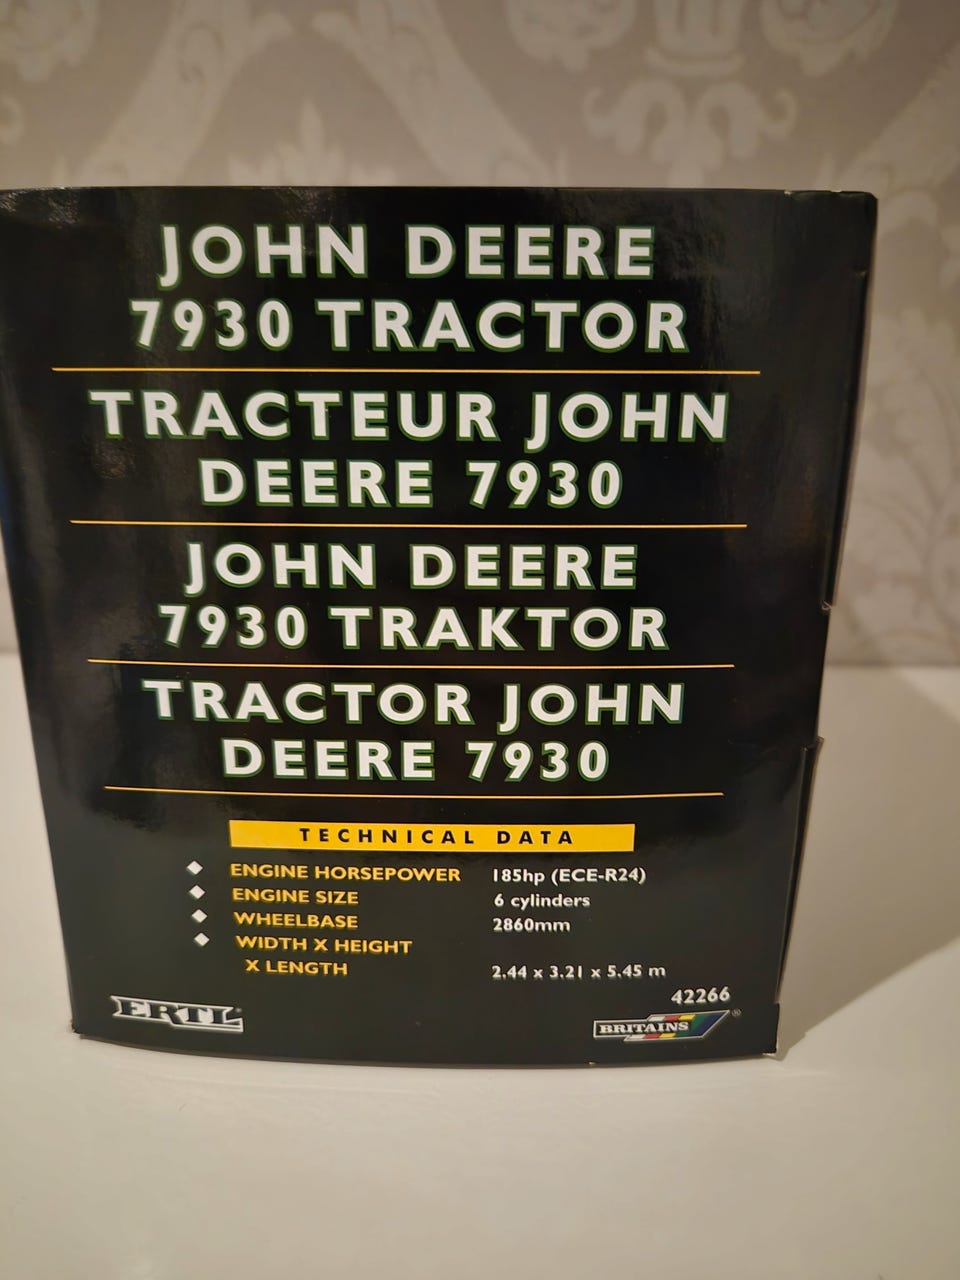 JOHN DEERE
7930 TRACTOR
TRACTEUR JOHN
DEERE 7930
JOHN DEERE
7930 TRAKTOR
TRACTOR JOHN
DEERE 7930
TECHNICAL DATA
ENGINE HORSEPOWER 185hp (ECE-R24)
ENGINE SIZE 6 cylinders
WHEELBASE 2860mm
WIDTH X HEIGHT
X LENGTH 2.44 x 3.21 x 5.45 m
42266
ERTL® BRITAINS®